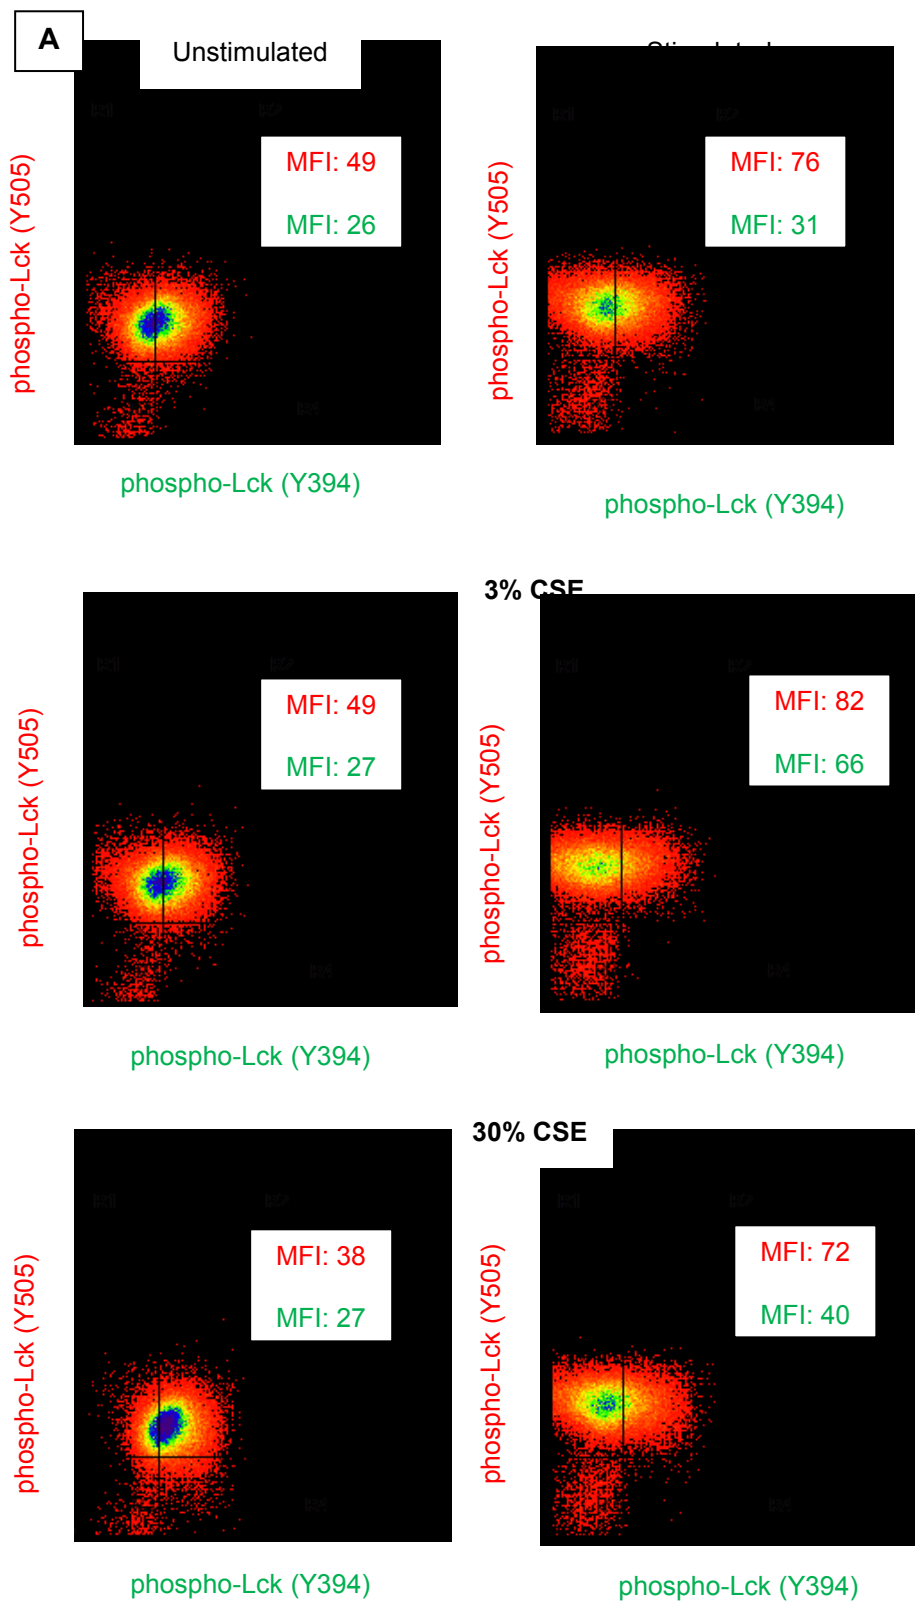 A
Unstimulated
phospho-Lck (Y505)
MFI: 49
MFI: 26
phospho-Lck (Y394)
phospho-Lck (Y505)
MFI: 76
MFI: 31
phospho-Lck (Y394)
3% CSE
phospho-Lck (Y505)
MFI: 49
MFI: 27
phospho-Lck (Y394)
phospho-Lck (Y505)
MFI: 82
MFI: 66
phospho-Lck (Y394)
30% CSE
phospho-Lck (Y505)
MFI: 38
MFI: 27
phospho-Lck (Y394)
phospho-Lck (Y505)
MFI: 72
MFI: 40
phospho-Lck (Y394)